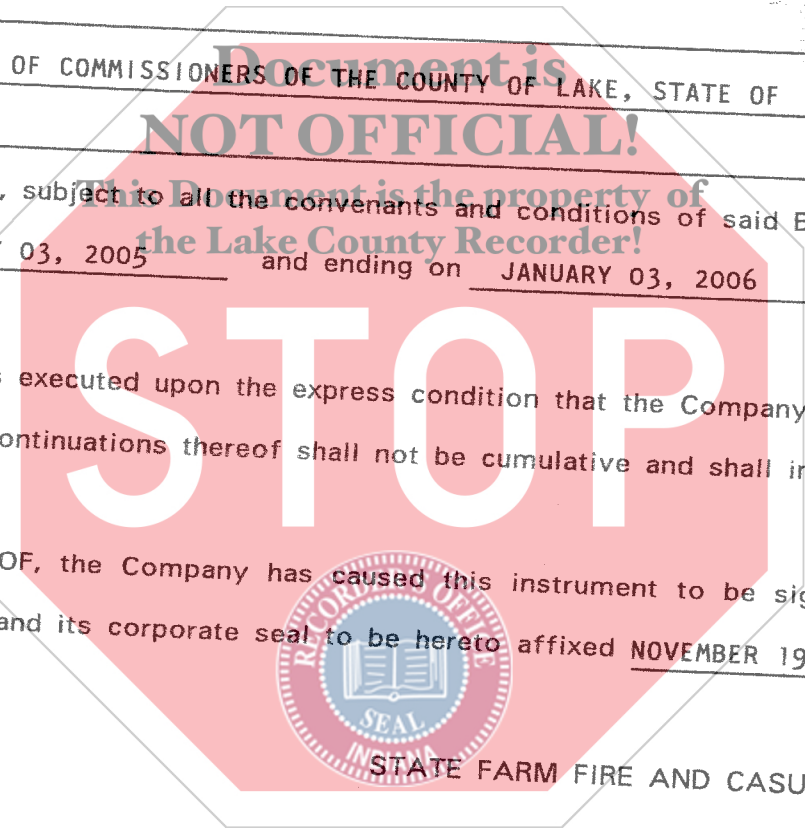 OF COMMISSIONERS OF THE COUNTY OF LAKE, STATE OF
Document is
NOT OFFICIAL!
This Document is the property of
the Lake County Recorder!
, subject to all the convenants and conditions of said B
03, 2005 and ending on JANUARY 03, 2006
STOP
executed upon the express condition that the Company
ontinuations thereof shall not be cumulative and shall in
OF, the Company has caused this instrument to be sig
and its corporate seal to be hereto affixed NOVEMBER 19
RECORDER'S OFFICE
SEAL
INDIANA
STATE FARM FIRE AND CASU